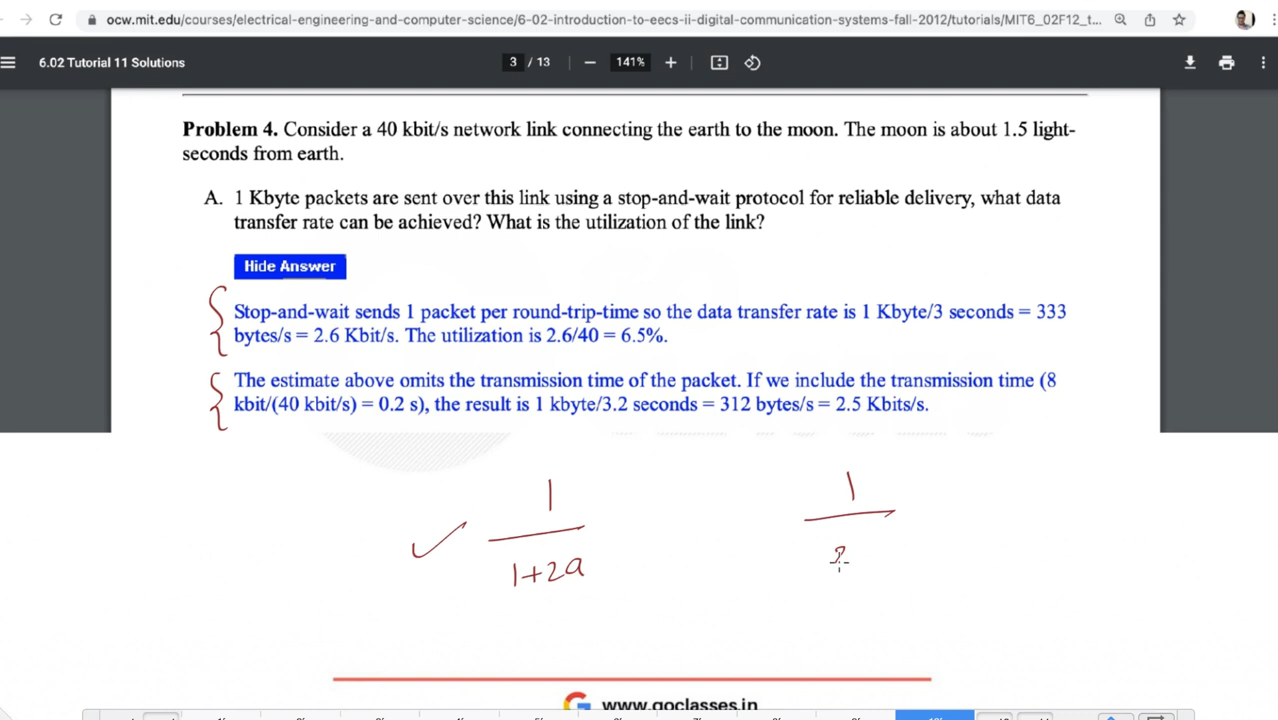 ocw.mit.edu/courses/electrical-engineering-and-computer-science/6-02-introduction-to-eecs-ii-digital-communication-systems-fall-2012/tutorials/MIT6_02F12_t...
6.02 Tutorial 11 Solutions
3 / 13
141%
Problem 4. Consider a 40 kbit/s network link connecting the earth to the moon. The moon is about 1.5 light-
seconds from earth.
A. 1 Kbyte packets are sent over this link using a stop-and-wait protocol for reliable delivery, what data
transfer rate can be achieved? What is the utilization of the link?
Hide Answer
Stop-and-wait sends 1 packet per round-trip-time so the data transfer rate is 1 Kbyte/3 seconds = 333
bytes/s = 2.6 Kbit/s. The utilization is 2.6/40 = 6.5%.
The estimate above omits the transmission time of the packet. If we include the transmission time (8
kbit/(40 kbit/s) = 0.2 s), the result is 1 kbyte/3.2 seconds = 312 bytes/s = 2.5 Kbits/s.
1
1+2a
1
2
www.goclasses.in